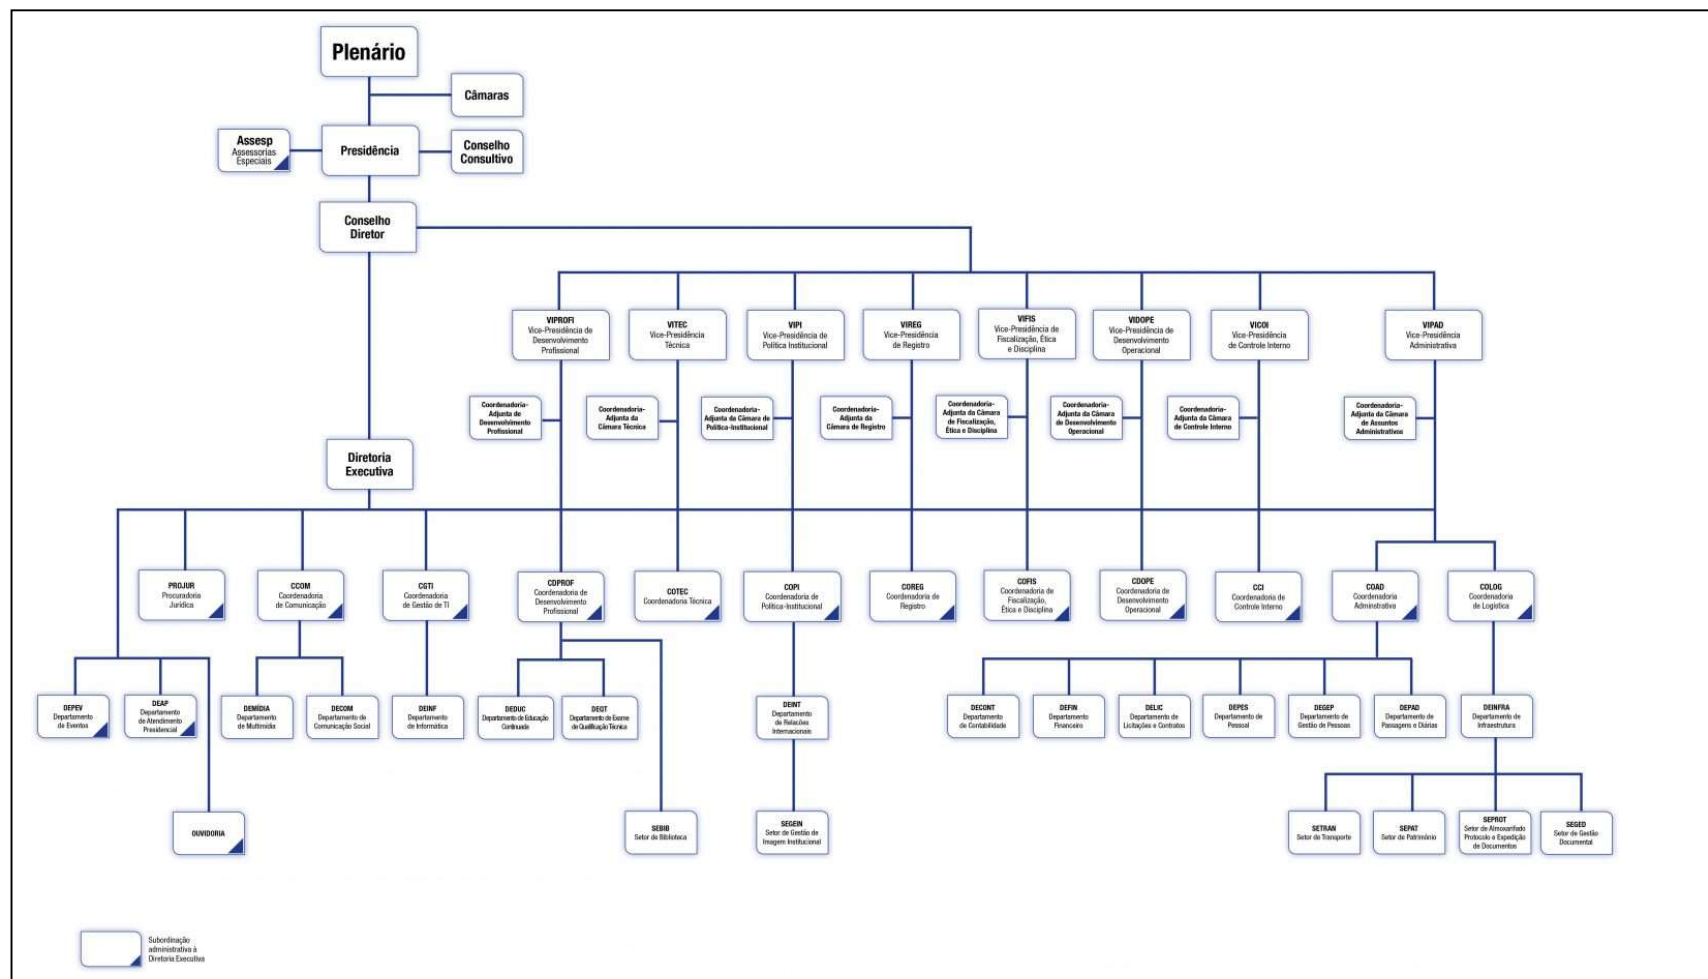 Plenário
Câmaras
Assesp
Assessorias
Especiais
Presidência
Conselho
Consultivo
Conselho
Diretor
VIPROFI
Vice-Presidência de
Desenvolvimento
Profissional
VITEC
Vice-Presidência
Técnica
VIPI
Vice-Presidência de
Política Institucional
VIREG
Vice-Presidência
de Registro
VIFIS
Vice-Presidência de
Fiscalização, Ética
e Disciplina
VIDOPE
Vice-Presidência de
Desenvolvimento
Operacional
VICOI
Vice-Presidência
de Controle Interno
VIPAD
Vice-Presidência
Administrativa
Coordenadoria-
Adjunta de
Desenvolvimento
Profissional
Coordenadoria-
Adjunta da
Câmara Técnica
Coordenadoria-
Adjunta da Câmara de
Política-Institucional
Coordenadoria-
Adjunta da
Câmara de Registro
Coordenadoria-
Adjunta da Câmara
de Fiscalização,
Ética e Disciplina
Coordenadoria-
Adjunta da Câmara
de Desenvolvimento
Operacional
Coordenadoria-
Adjunta da Câmara
de Controle Interno
Coordenadoria-
Adjunta da Câmara
de Assuntos
Administrativos
Diretoria
Executiva
PROJUR
Procuradoria
Jurídica
CCOM
Coordenadoria
de Comunicação
CGTI
Coordenadoria
de Gestão de TI
CDPROF
Coordenadoria de
Desenvolvimento
Profissional
COTEC
Coordenadoria Técnica
COPI
Coordenadoria de
Política-Institucional
COREG
Coordenadoria de
Registro
COFIS
Coordenadoria de
Fiscalização,
Ética e Disciplina
CDOPE
Coordenadoria de
Desenvolvimento
Operacional
CCI
Coordenadoria de
Controle Interno
COAD
Coordenadoria
Adminstrativa
COLOG
Coordenadoria
de Logística
DEPEV
Departamento
de Eventos
DEAP
Departamento
de Atendimento
Presidencial
DEMÍDIA
Departamento
de Multimídia
DECOM
Departamento de
Comunicação Social
DEINF
Departamento
de Informática
DEDUC
Departamento de Educação
Continuada
DEQT
Departamento de Exame
de Qualificação Técnica
DEINT
Departamento
de Relações
Internacionais
DECONT
Departamento
de Contabilidade
DEFIN
Departamento
Financeiro
DELIC
Departamento de
Licitações e Contratos
DEPES
Departamento de
Pessoal
DEGEP
Departamento de
Gestão de Pessoas
DEPAD
Departamento de
Passagens e Diárias
DEINFRA
Departamento de
Infraestrutura
OUVIDORIA
SEBIB
Setor de Biblioteca
SEGEIN
Setor de Gestão de
Imagem Institucional
SETRAN
Setor de Transporte
SEPAT
Setor de Patrimônio
SEPROT
Setor de Almoxarifado
Protocolo e Expedição
de Documentos
SEGED
Setor de Gestão
Documental
Subordinação
administrativa à
Diretoria Executiva